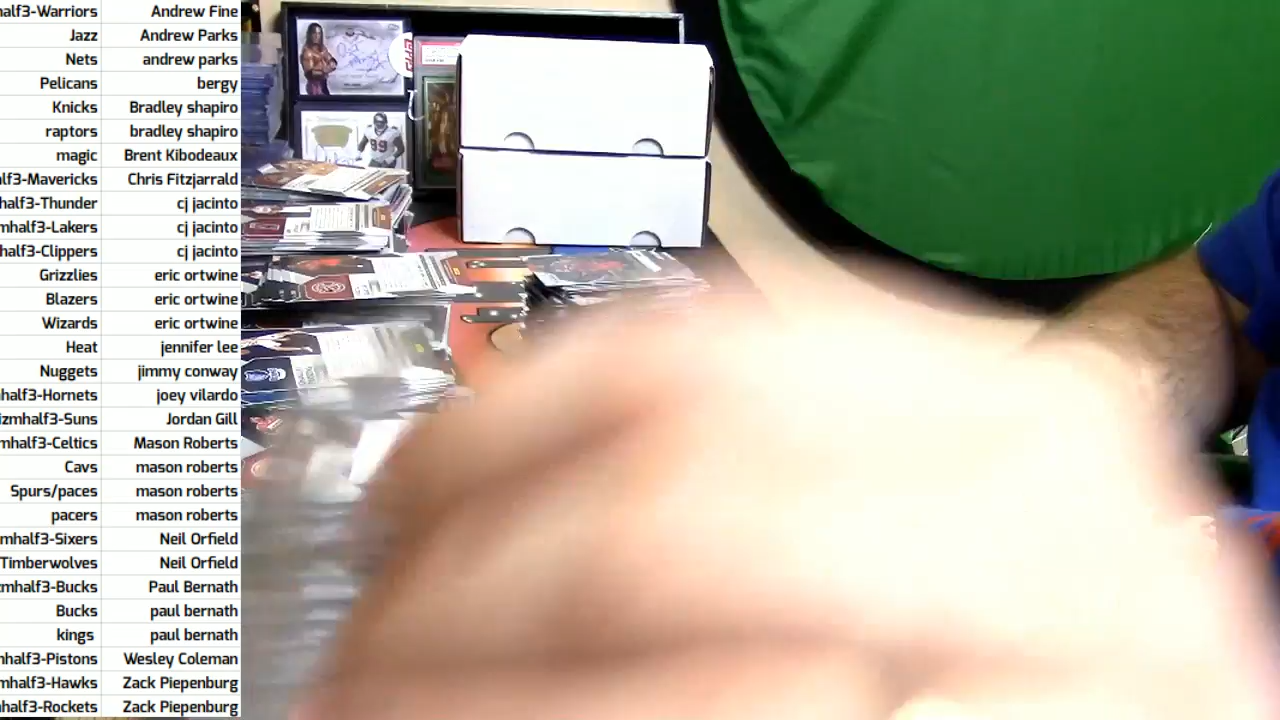 half3-Warriors Andrew Fine
Jazz Andrew Parks
Nets andrew parks
Pelicans bergy
Knicks Bradley shapiro
raptors bradley shapiro
magic Brent Kibodeaux
alf3-Mavericks Chris Fitzjarrald
half3-Thunder cj jacinto
mhalf3-Lakers cj jacinto
half3-Clippers cj jacinto
Grizzlies eric ortwine
Blazers eric ortwine
Wizards eric ortwine
Heat jennifer lee
Nuggets jimmy conway
half3-Hornets joey vilardo
izmhalf3-Suns Jordan Gill
mhalf3-Celtics Mason Roberts
Cavs mason roberts
Spurs/paces mason roberts
pacers mason roberts
mhalf3-Sixers Neil Orfield
Timberwolves Neil Orfield
zmhalf3-Bucks Paul Bernath
Bucks paul bernath
kings paul bernath
nhalf3-Pistons Wesley Coleman
mhalf3-Hawks Zack Piepenburg
half3-Rockets Zack Piepenburg
99